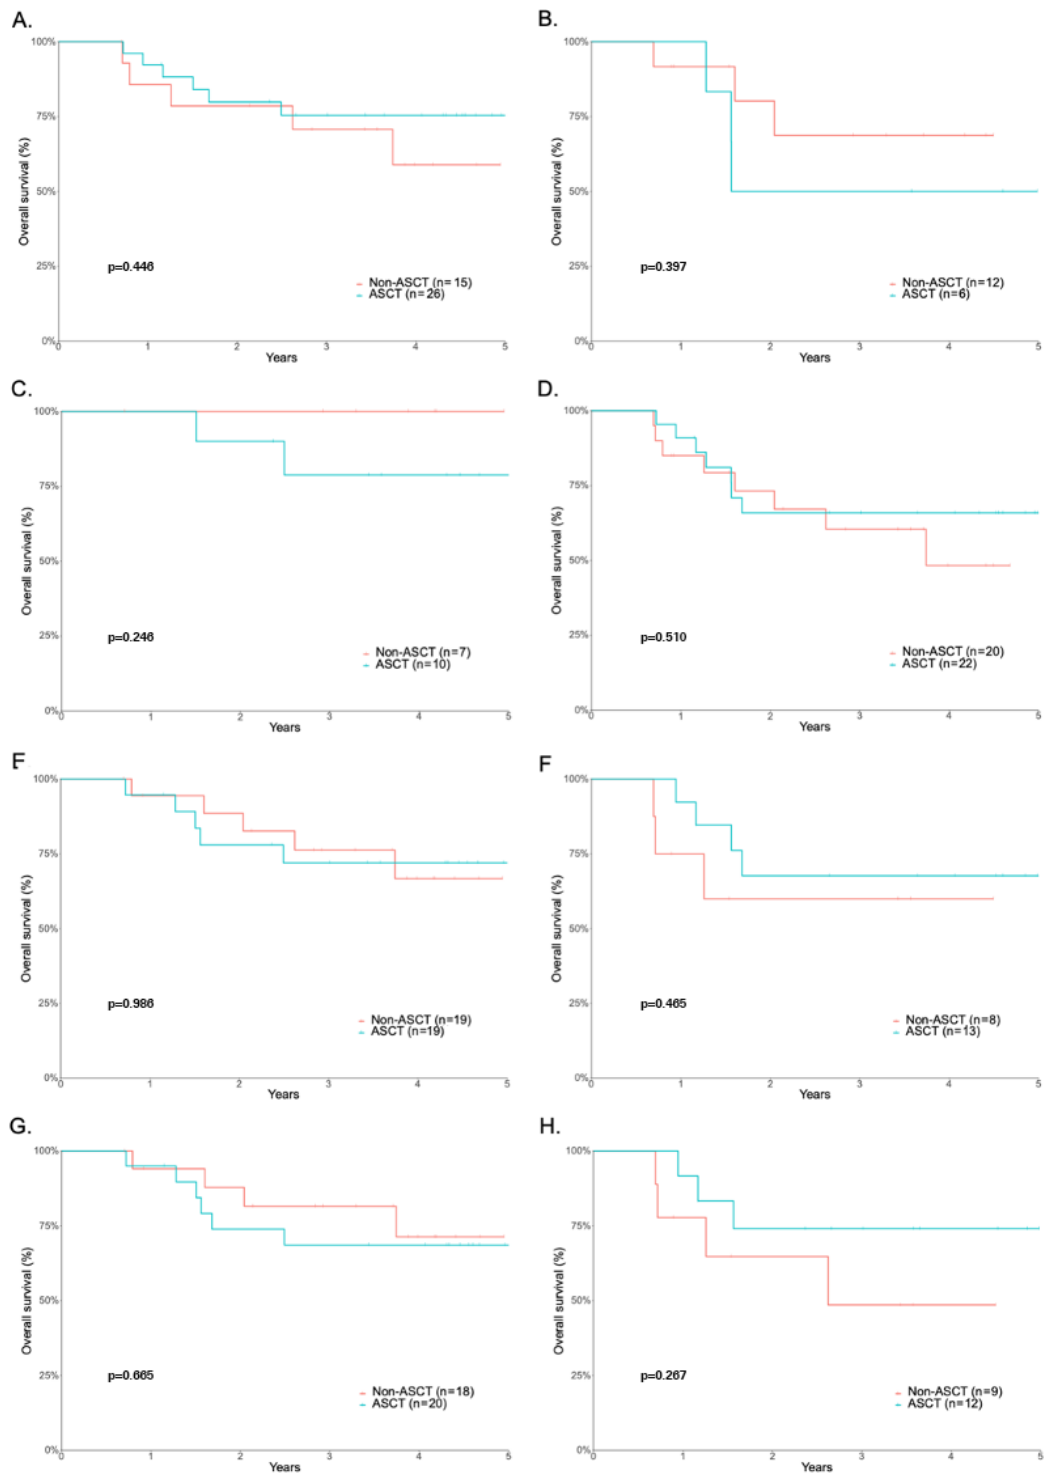 A.
100%
75%
50%
25%
0%
Overall survival (%)
p=0.446
Non-ASCT (n=15)
ASCT (n=26)
0 1 2 3 4 5
Years
B.
100%
75%
50%
25%
0%
Overall survival (%)
p=0.397
Non-ASCT (n=12)
ASCT (n=6)
0 1 2 3 4 5
Years
C.
100%
75%
50%
25%
0%
Overall survival (%)
p=0.246
Non-ASCT (n=7)
ASCT (n=10)
0 1 2 3 4 5
Years
D.
100%
75%
50%
25%
0%
Overall survival (%)
p=0.510
Non-ASCT (n=20)
ASCT (n=22)
0 1 2 3 4 5
Years
E
100%
75%
50%
25%
0%
Overall survival (%)
p=0.986
Non-ASCT (n=19)
ASCT (n=19)
0 1 2 3 4 5
Years
F
100%
75%
50%
25%
0%
Overall survival (%)
p=0.465
Non-ASCT (n=8)
ASCT (n=13)
0 1 2 3 4 5
Years
G.
100%
75%
50%
25%
0%
Overall survival (%)
p=0.665
Non-ASCT (n=18)
ASCT (n=20)
0 1 2 3 4 5
Years
H.
100%
75%
50%
25%
0%
Overall survival (%)
p=0.267
Non-ASCT (n=9)
ASCT (n=12)
0 1 2 3 4 5
Years